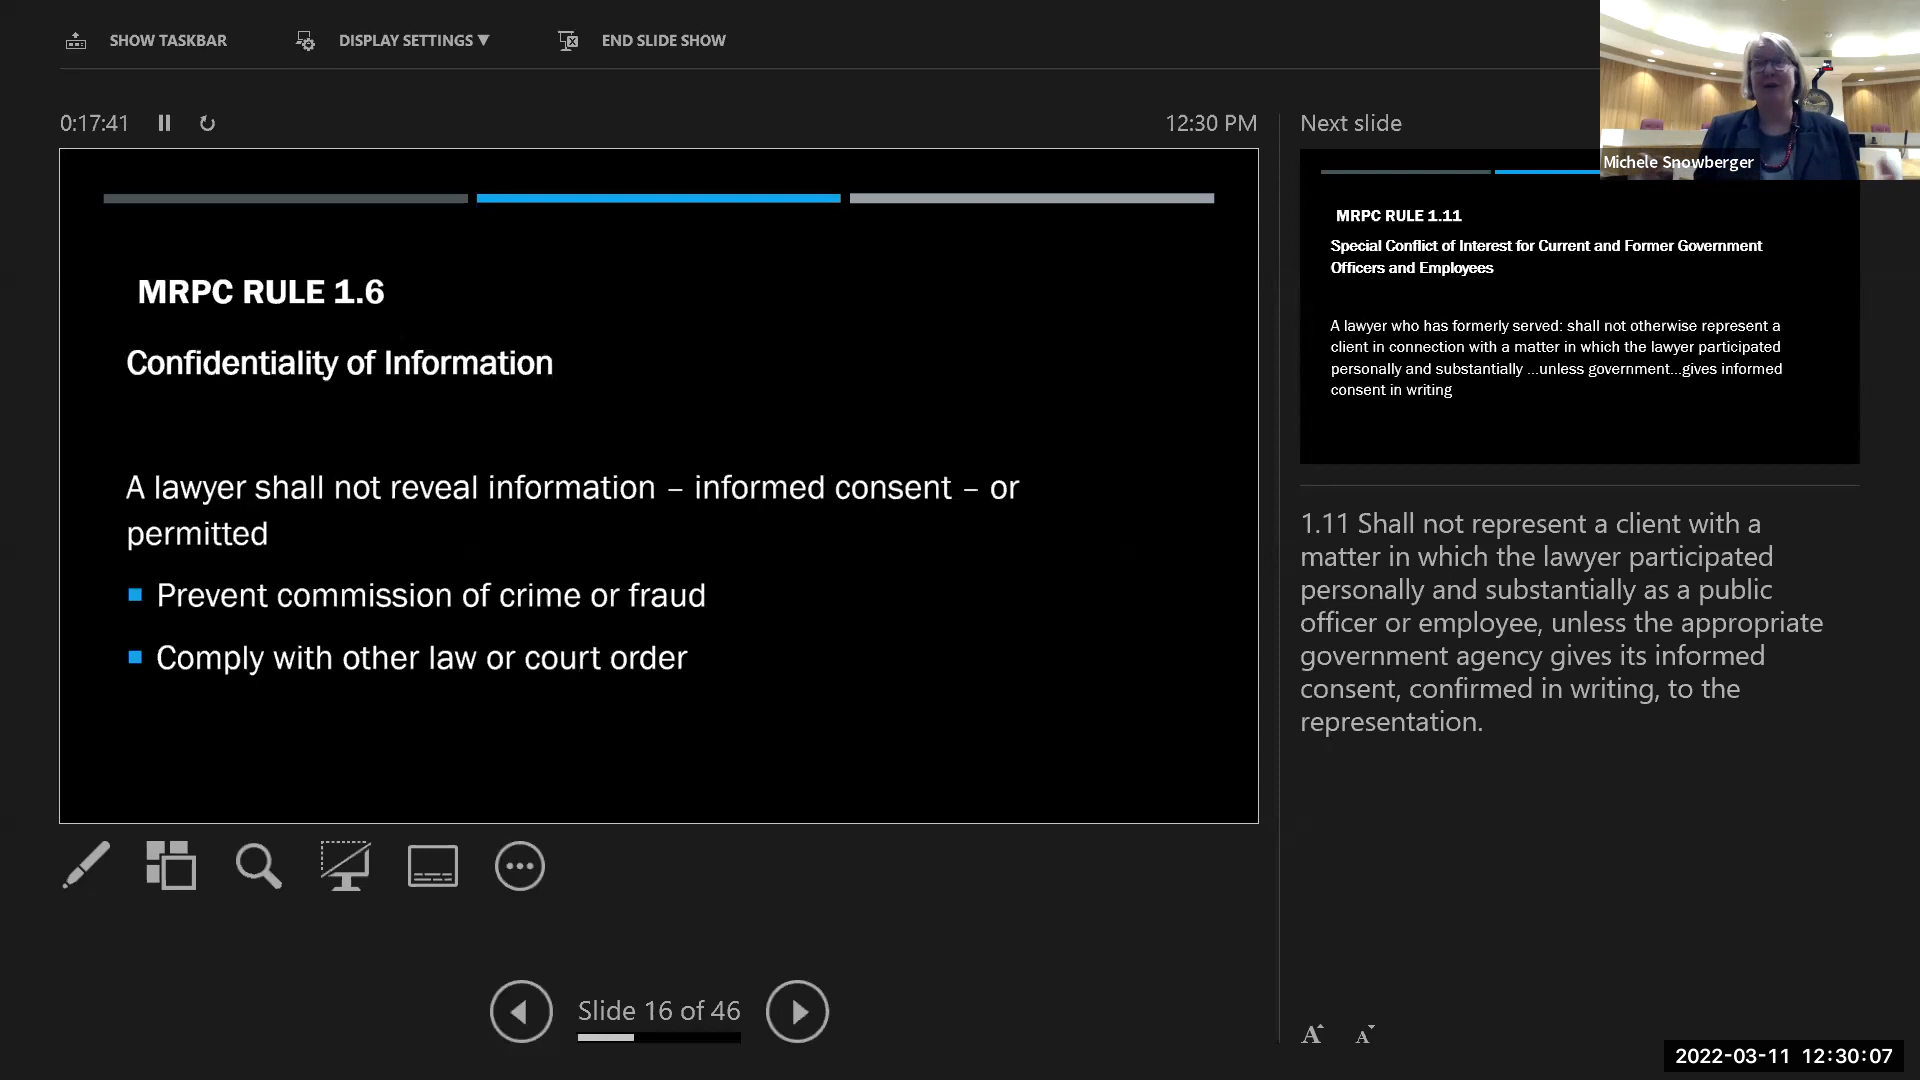 SHOW TASKBAR
DISPLAY SETTINGS ▼
END SLIDE SHOW
0:17:41
12:30 PM
Next slide
Michele Snowberger
MRPC RULE 1.6
Confidentiality of Information
A lawyer shall not reveal information – informed consent – or
permitted
Prevent commission of crime or fraud
Comply with other law or court order
MRPC RULE 1.11
Special Conflict of Interest for Current and Former Government
Officers and Employees
A lawyer who has formerly served: shall not otherwise represent a
client in connection with a matter in which the lawyer participated
personally and substantially ...unless government...gives informed
consent in writing
1.11 Shall not represent a client with a
matter in which the lawyer participated
personally and substantially as a public
officer or employee, unless the appropriate
government agency gives its informed
consent, confirmed in writing, to the
representation.
Slide 16 of 46
A A
2022-03-11 12:30:07